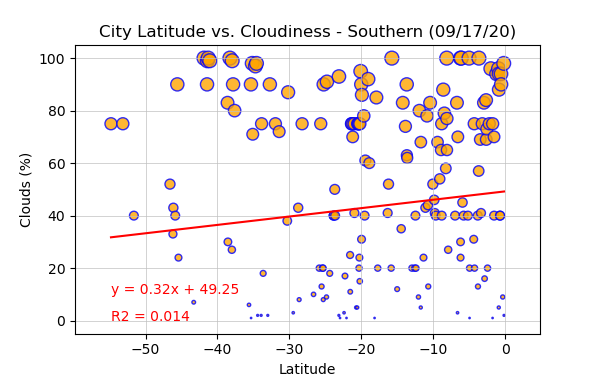 City Latitude vs. Cloudiness - Southern (09/17/20)
Clouds (%)
100
80
60
40
20
0
y = 0.32x + 49.25
R2 = 0.014
−50
−40
−30
−20
−10
0
Latitude